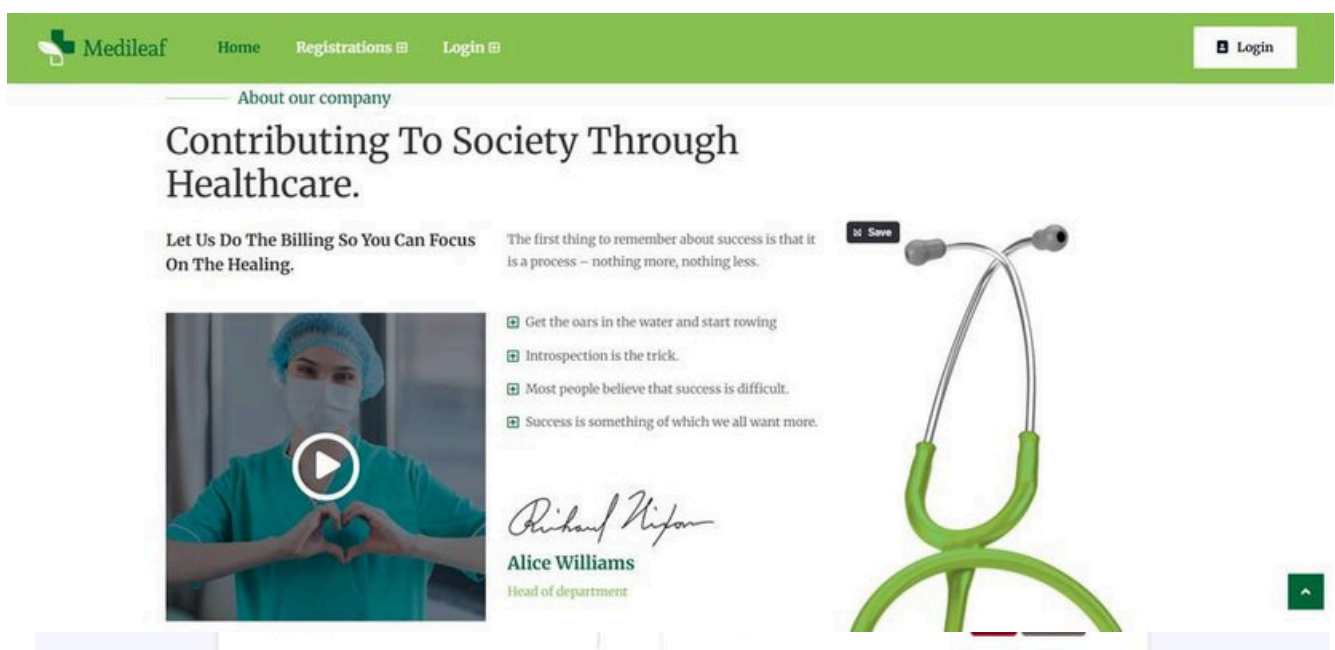 Medileaf
Home
Registrations
Login
Login
About our company
Contributing To Society Through
Healthcare.
Let Us Do The Billing So You Can Focus
On The Healing.
The first thing to remember about success is that it
is a process – nothing more, nothing less.
Save
Get the oars in the water and start rowing
Introspection is the trick.
Most people believe that success is difficult.
Success is something of which we all want more.
Richard Nixon
Alice Williams
Head of department